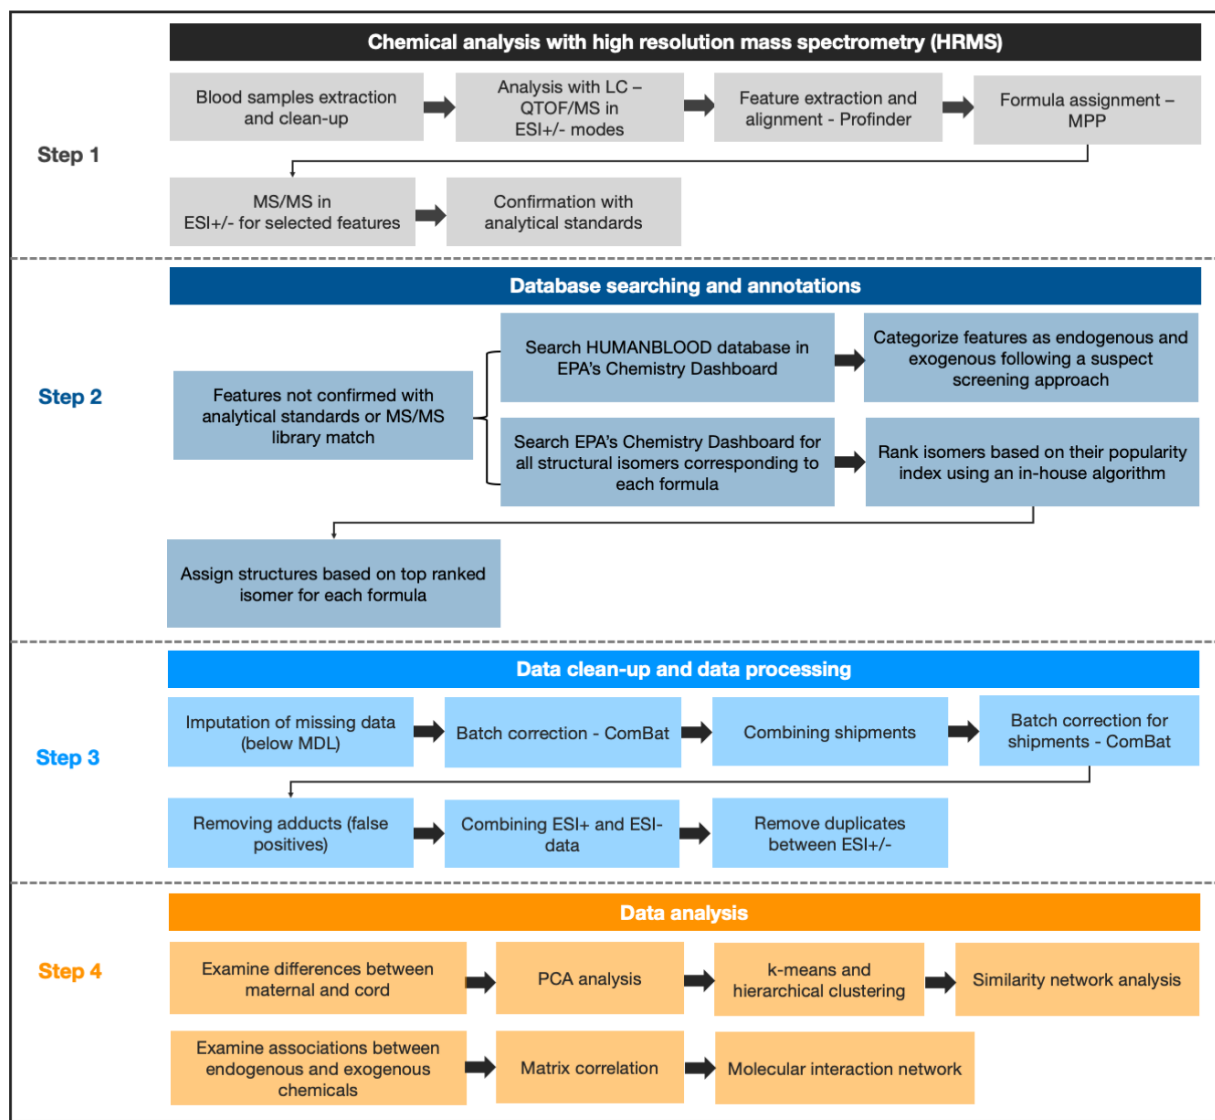 Chemical analysis with high resolution mass spectrometry (HRMS)
Step 1
Blood samples extraction
and clean-up
Analysis with LC –
QTOF/MS in
ESI+/- modes
Feature extraction and
alignment - Profinder
Formula assignment –
MPP
MS/MS in
ESI+/- for selected features
Confirmation with
analytical standards
Database searching and annotations
Step 2
Features not confirmed with
analytical standards or MS/MS
library match
Search HUMANBLOOD database in
EPA's Chemistry Dashboard
Categorize features as endogenous and
exogenous following a suspect
screening approach
Search EPA's Chemistry Dashboard for
all structural isomers corresponding to
each formula
Rank isomers based on their popularity
index using an in-house algorithm
Assign structures based on top ranked
isomer for each formula
Data clean-up and data processing
Step 3
Imputation of missing data
(below MDL)
Batch correction - ComBat
Combining shipments
Batch correction for
shipments - ComBat
Removing adducts (false
positives)
Combining ESI+ and ESI-
data
Remove duplicates
between ESI+/-
Data analysis
Step 4
Examine differences between
maternal and cord
PCA analysis
k-means and
hierarchical clustering
Similarity network analysis
Examine associations between
endogenous and exogenous
chemicals
Matrix correlation
Molecular interaction network